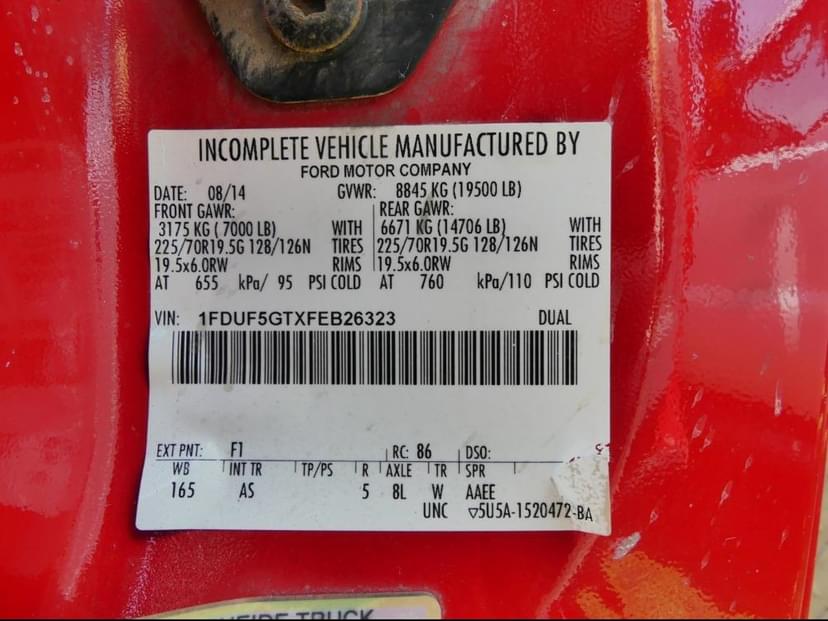 INCOMPLETE VEHICLE MANUFACTURED BY
FORD MOTOR COMPANY
DATE: 08/14 GVWR: 8845 KG (19500 LB)
FRONT GAWR: REAR GAWR:
3175 KG ( 7000 LB) WITH 6671 KG (14706 LB) WITH
225/70R19.5G 128/126N TIRES 225/70R19.5G 128/126N TIRES
19.5x6.0RW RIMS 19.5x6.0RW RIMS
AT 655 kPa/ 95 PSI COLD AT 760 kPa/110 PSI COLD
VIN: 1FDUF5GTXFEB26323 DUAL
EXT PNT: F1 RC: 86 DSO:
WB INT TR TP/PS R AXLE TR SPR
165 AS 5 8L W AAEE
UNC ▽5U5A-1520472-BA
TRUCK